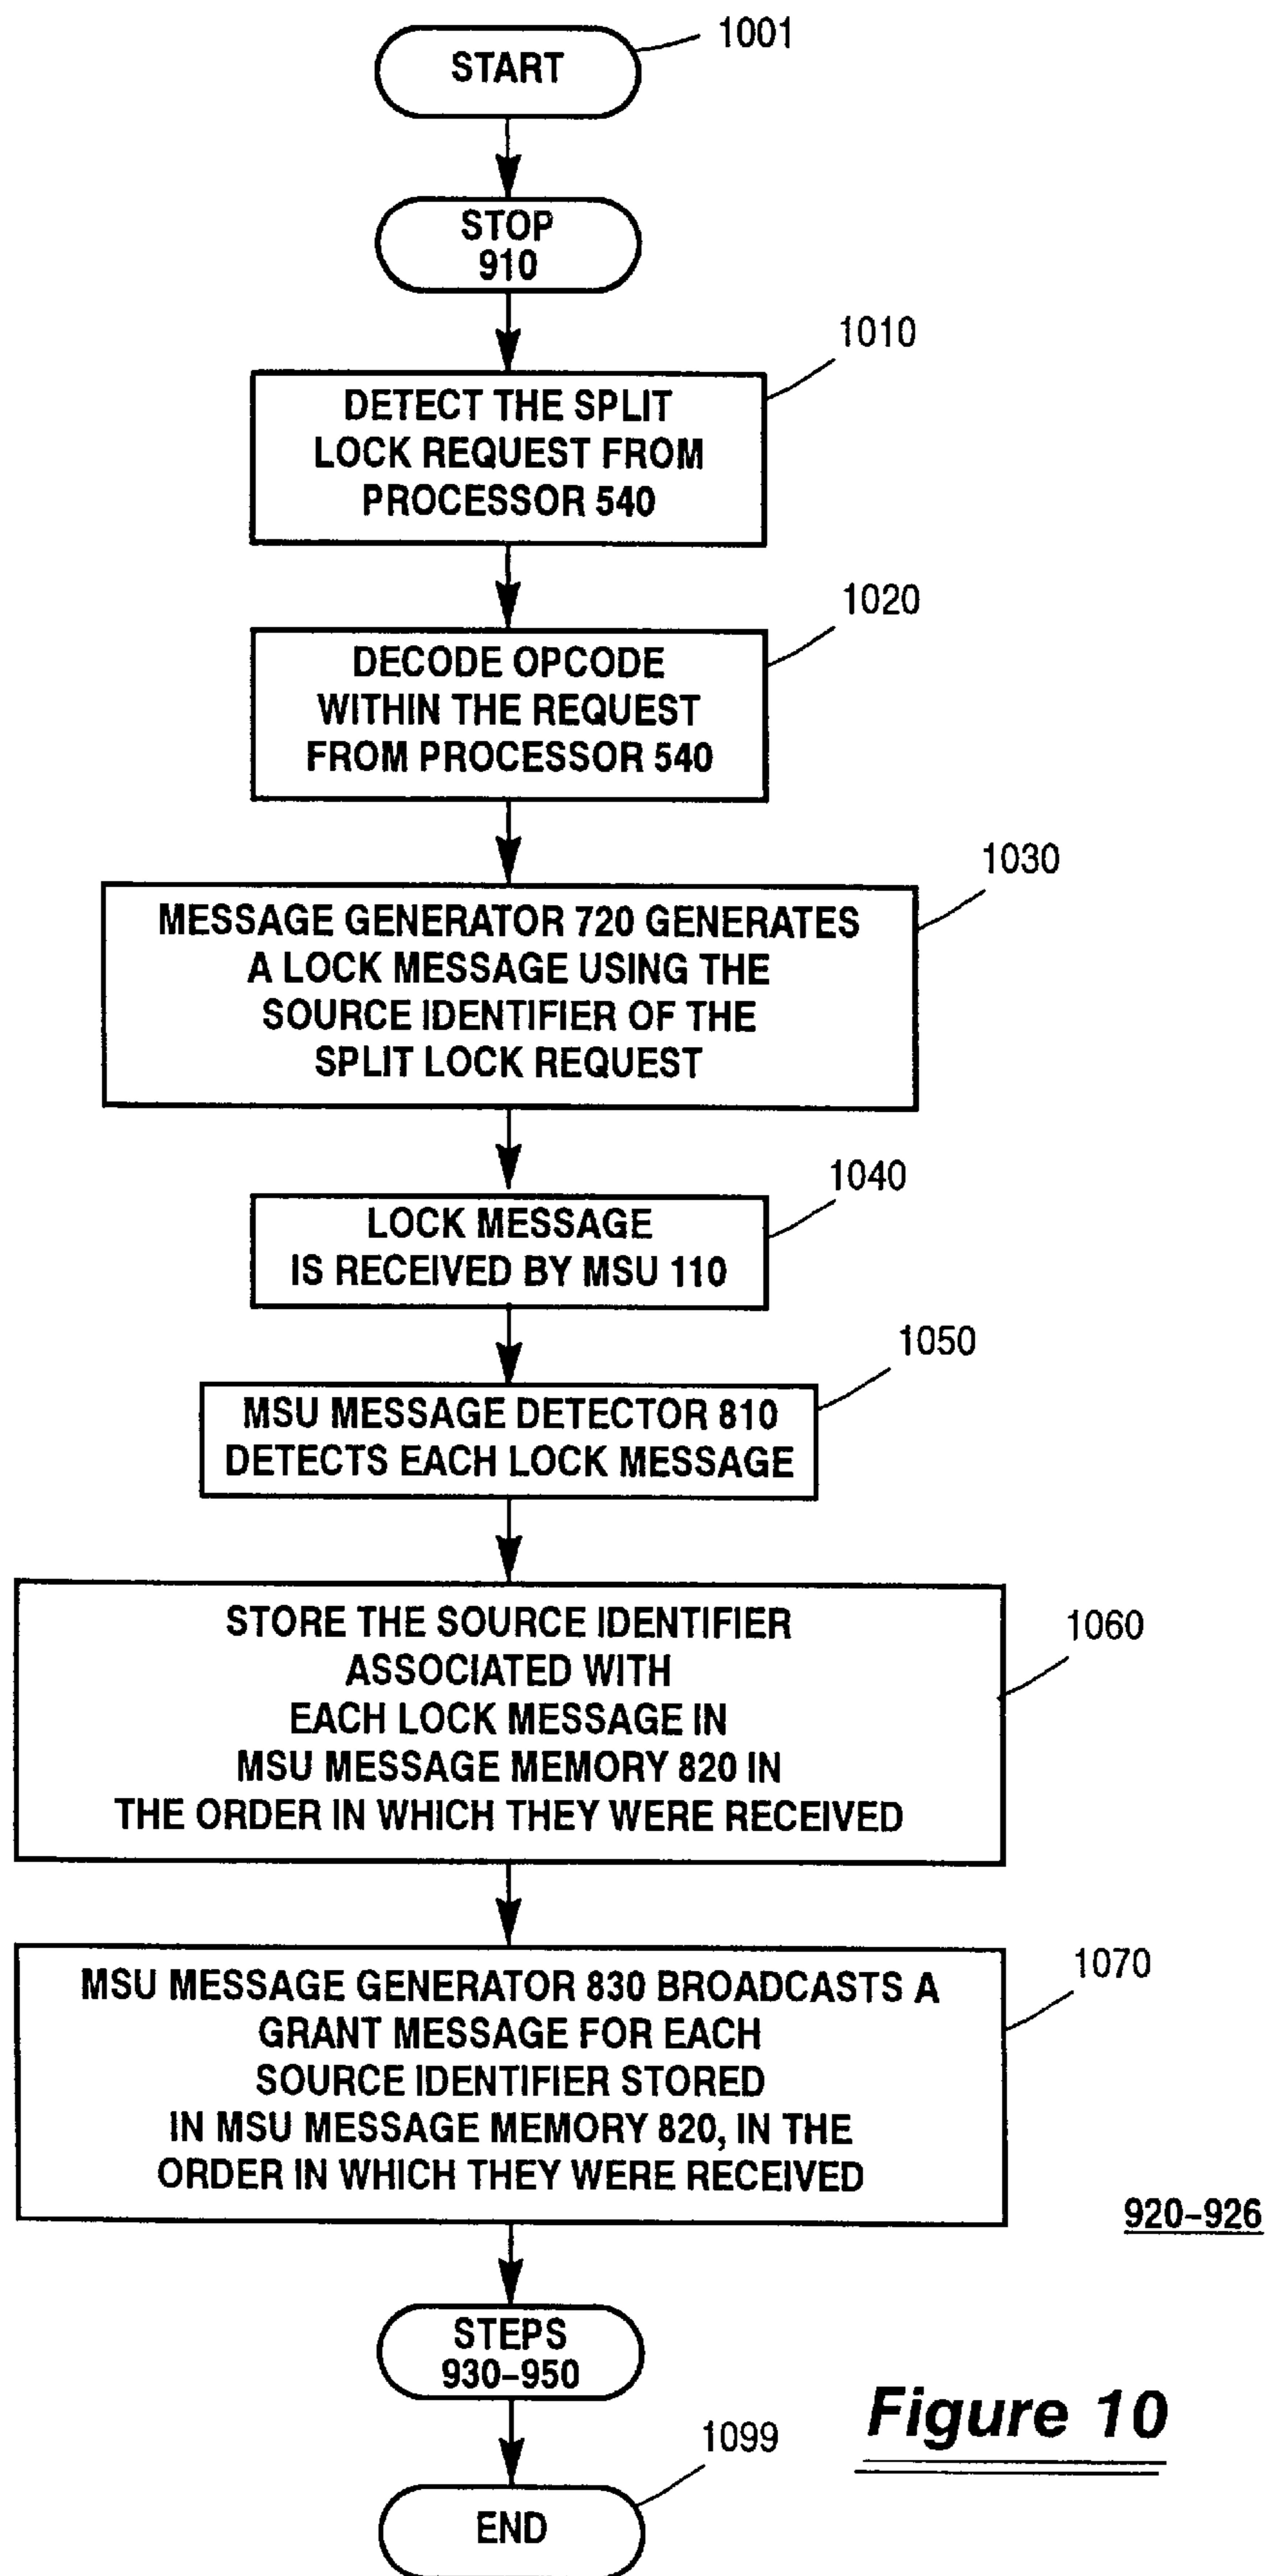 START
1001
STOP
910
DETECT THE SPLIT
LOCK REQUEST FROM
PROCESSOR 540
1010
DECODE OPCODE
WITHIN THE REQUEST
FROM PROCESSOR 540
1020
MESSAGE GENERATOR 720 GENERATES
A LOCK MESSAGE USING THE
SOURCE IDENTIFIER OF THE
SPLIT LOCK REQUEST
1030
LOCK MESSAGE
IS RECEIVED BY MSU 110
1040
MSU MESSAGE DETECTOR 810
DETECTS EACH LOCK MESSAGE
1050
STORE THE SOURCE IDENTIFIER
ASSOCIATED WITH
EACH LOCK MESSAGE IN
MSU MESSAGE MEMORY 820 IN
THE ORDER IN WHICH THEY WERE RECEIVED
1060
MSU MESSAGE GENERATOR 830 BROADCASTS A
GRANT MESSAGE FOR EACH
SOURCE IDENTIFIER STORED
IN MSU MESSAGE MEMORY 820, IN THE
ORDER IN WHICH THEY WERE RECEIVED
1070
920–926
STEPS
930–950
END
1099
Figure 10